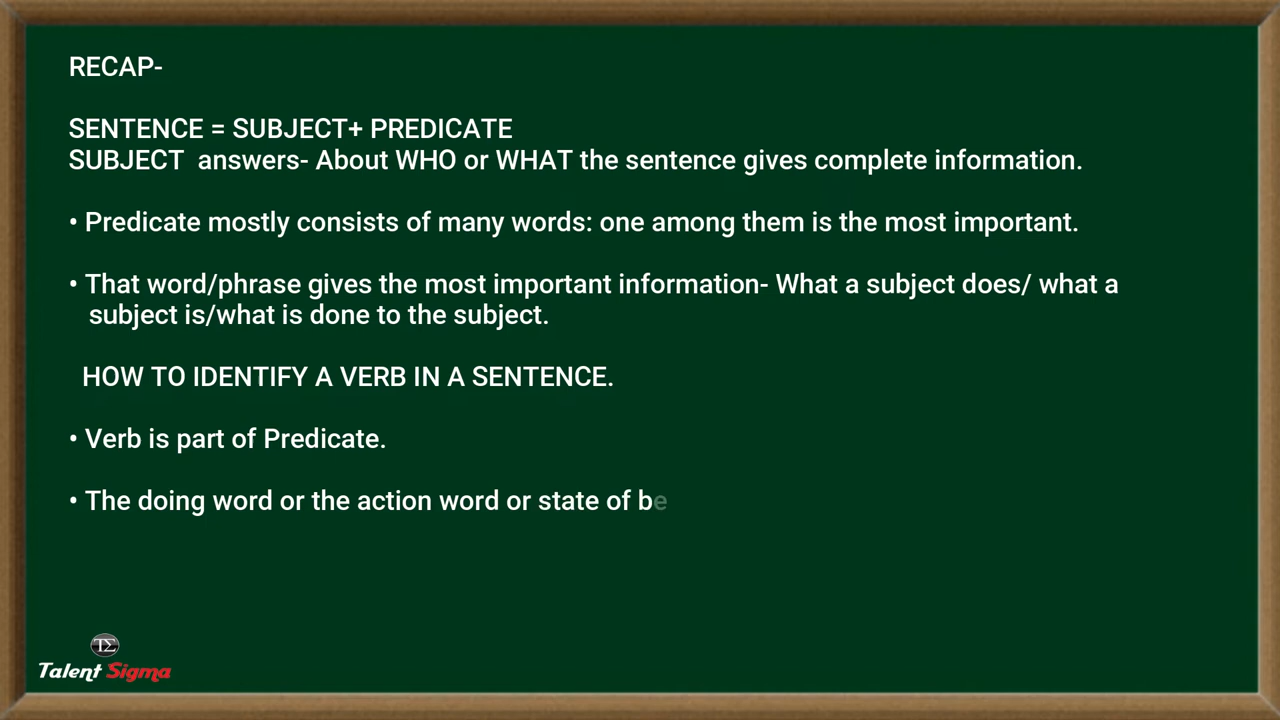 RECAP-
SENTENCE = SUBJECT+ PREDICATE
SUBJECT  answers- About WHO or WHAT the sentence gives complete information.
• Predicate mostly consists of many words: one among them is the most important.
• That word/phrase gives the most important information- What a subject does/ what a
subject is/what is done to the subject.
HOW TO IDENTIFY A VERB IN A SENTENCE.
• Verb is part of Predicate.
• The doing word or the action word or state of be
TΣ
Talent Sigma